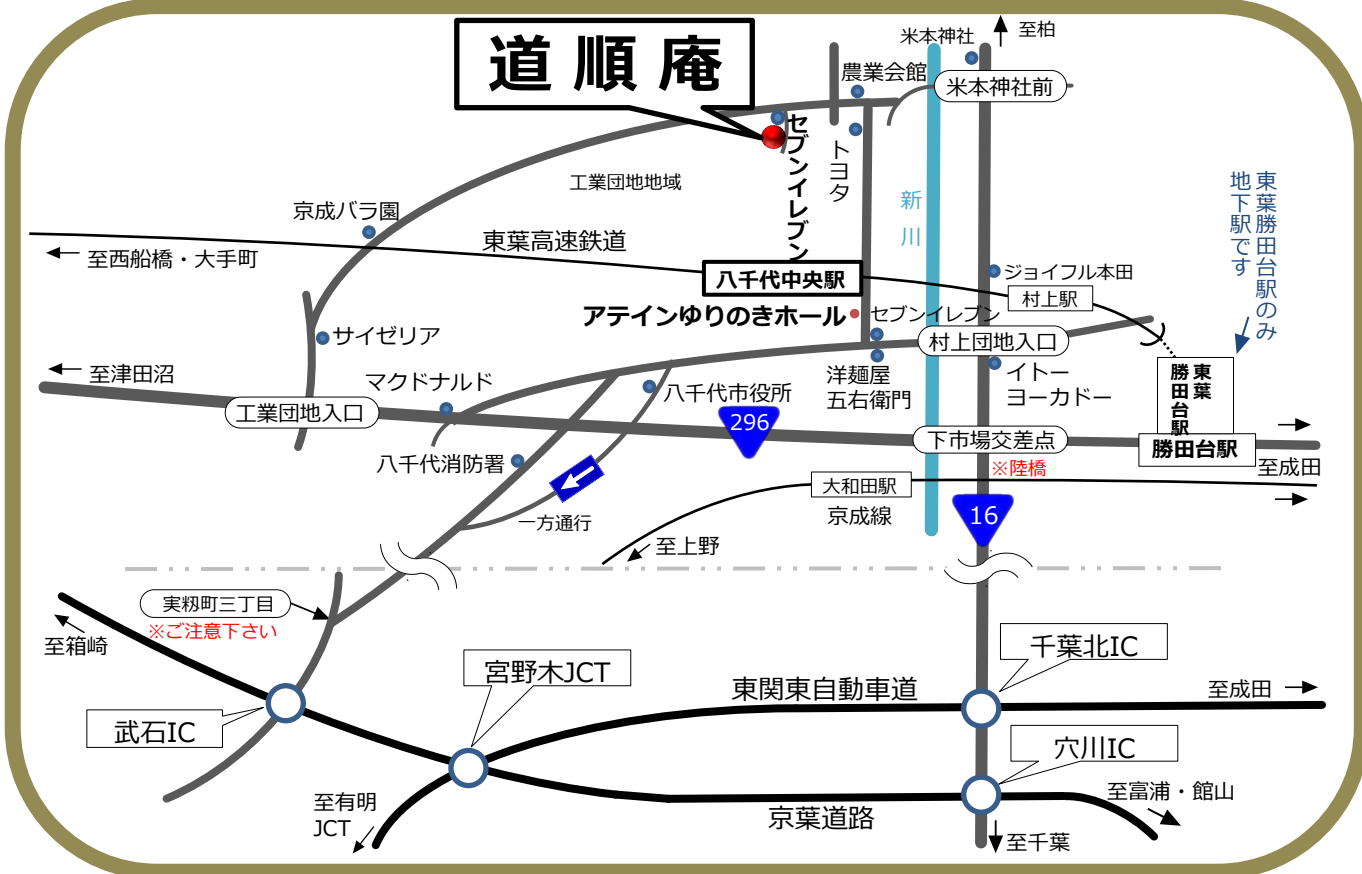 道順庵
米本神社
至柏
農業会館
米本神社前
セブンイレブン
トヨタ
工業団地地域
新川
東葉勝田台駅のみ
地下駅です
京成バラ園
東葉高速鉄道
至西船橋・大手町
八千代中央駅
ジョイフル本田
村上駅
アテインゆりのきホール
セブンイレブン
サイゼリア
村上団地入口
至津田沼
マクドナルド
八千代市役所
洋麺屋
五右衛門
イトー
ヨーカドー
東葉
勝田台駅
工業団地入口
296
下市場交差点
勝田台駅
至成田
八千代消防署
※陸橋
大和田駅
京成線
16
一方通行
至上野
実籾町三丁目
※ご注意下さい
至箱崎
千葉北IC
宮野木JCT
東関東自動車道
至成田
武石IC
穴川IC
至有明
JCT
京葉道路
至富浦・館山
至千葉